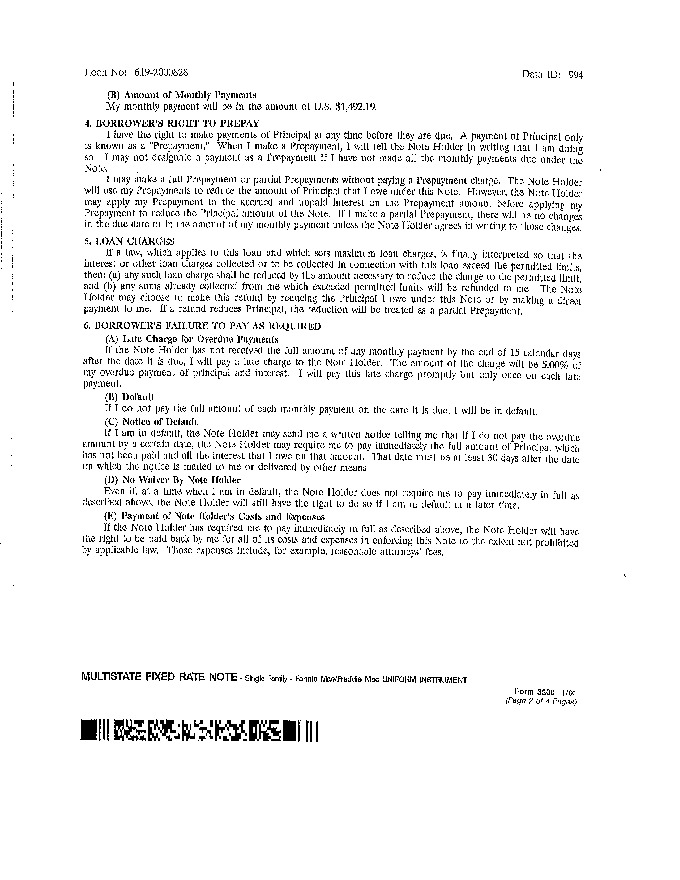 Loan No: 619-2000828 Data ID: 994
(B) Amount of Monthly Payments
My monthly payment will be in the amount of U.S. $1,492.19.
4. BORROWER'S RIGHT TO PREPAY
I have the right to make payments of Principal at any time before they are due. A payment of Principal only
is known as a "Prepayment." When I make a Prepayment, I will tell the Note Holder in writing that I am doing
so. I may not designate a payment as a Prepayment if I have not made all the monthly payments due under the
Note.
I may make a full Prepayment or partial Prepayments without paying a Prepayment charge. The Note Holder
will use my Prepayments to reduce the amount of Principal that I owe under this Note. However, the Note Holder
may apply my Prepayment to the accrued and unpaid interest on the Prepayment amount, before applying my
Prepayment to reduce the Principal amount of the Note. If I make a partial Prepayment, there will be no changes
in the due date or in the amount of my monthly payment unless the Note Holder agrees in writing to those changes.
5. LOAN CHARGES
If a law, which applies to this loan and which sets maximum loan charges, is finally interpreted so that the
interest or other loan charges collected or to be collected in connection with this loan exceed the permitted limits,
then: (a) any such loan charge shall be reduced by the amount necessary to reduce the charge to the permitted limit;
and (b) any sums already collected from me which exceeded permitted limits will be refunded to me. The Note
Holder may choose to make this refund by reducing the Principal I owe under this Note or by making a direct
payment to me. If a refund reduces Principal, the reduction will be treated as a partial Prepayment.
6. BORROWER'S FAILURE TO PAY AS REQUIRED
(A) Late Charge for Overdue Payments
If the Note Holder has not received the full amount of any monthly payment by the end of 15 calendar days
after the date it is due, I will pay a late charge to the Note Holder. The amount of the charge will be 5.00% of
my overdue payment of principal and interest. I will pay this late charge promptly but only once on each late
payment.
(B) Default
If I do not pay the full amount of each monthly payment on the date it is due, I will be in default.
(C) Notice of Default
If I am in default, the Note Holder may send me a written notice telling me that if I do not pay the overdue
amount by a certain date, the Note Holder may require me to pay immediately the full amount of Principal which
has not been paid and all the interest that I owe on that amount. That date must be at least 30 days after the date
on which the notice is mailed to me or delivered by other means.
(D) No Waiver By Note Holder
Even if, at a time when I am in default, the Note Holder does not require me to pay immediately in full as
described above, the Note Holder will still have the right to do so if I am in default at a later time.
(E) Payment of Note Holder's Costs and Expenses
If the Note Holder has required me to pay immediately in full as described above, the Note Holder will have
the right to be paid back by me for all of its costs and expenses in enforcing this Note to the extent not prohibited
by applicable law. Those expenses include, for example, reasonable attorneys' fees.
MULTISTATE FIXED RATE NOTE - Single Family - Fannie Mae/Freddie Mac UNIFORM INSTRUMENT
Form 3200 1/01
(Page 2 of 4 Pages)